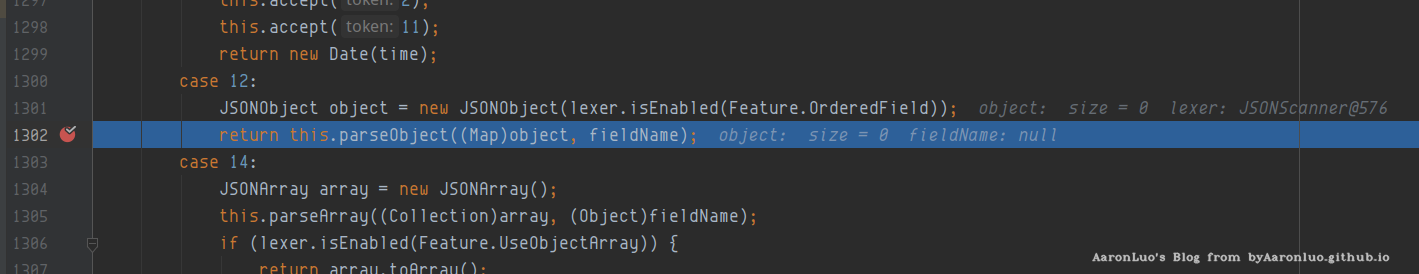 1297 this.accept( token: 2);
1298 this.accept( token: 11);
1299 return new Date(time);
1300 case 12:
1301 JSONObject object = new JSONObject(lexer.isEnabled(Feature.OrderedField)); object: size = 0 lexer: JSONScanner@576
1302 return this.parseObject((Map)object, fieldName); object: size = 0 fieldName: null
1303 case 14:
1304 JSONArray array = new JSONArray();
1305 this.parseArray((Collection)array, (Object)fieldName);
1306 if (lexer.isEnabled(Feature.UseObjectArray)) {
1307 return array.toArray();
AaronLuo's Blog from byAaronluo.github.io